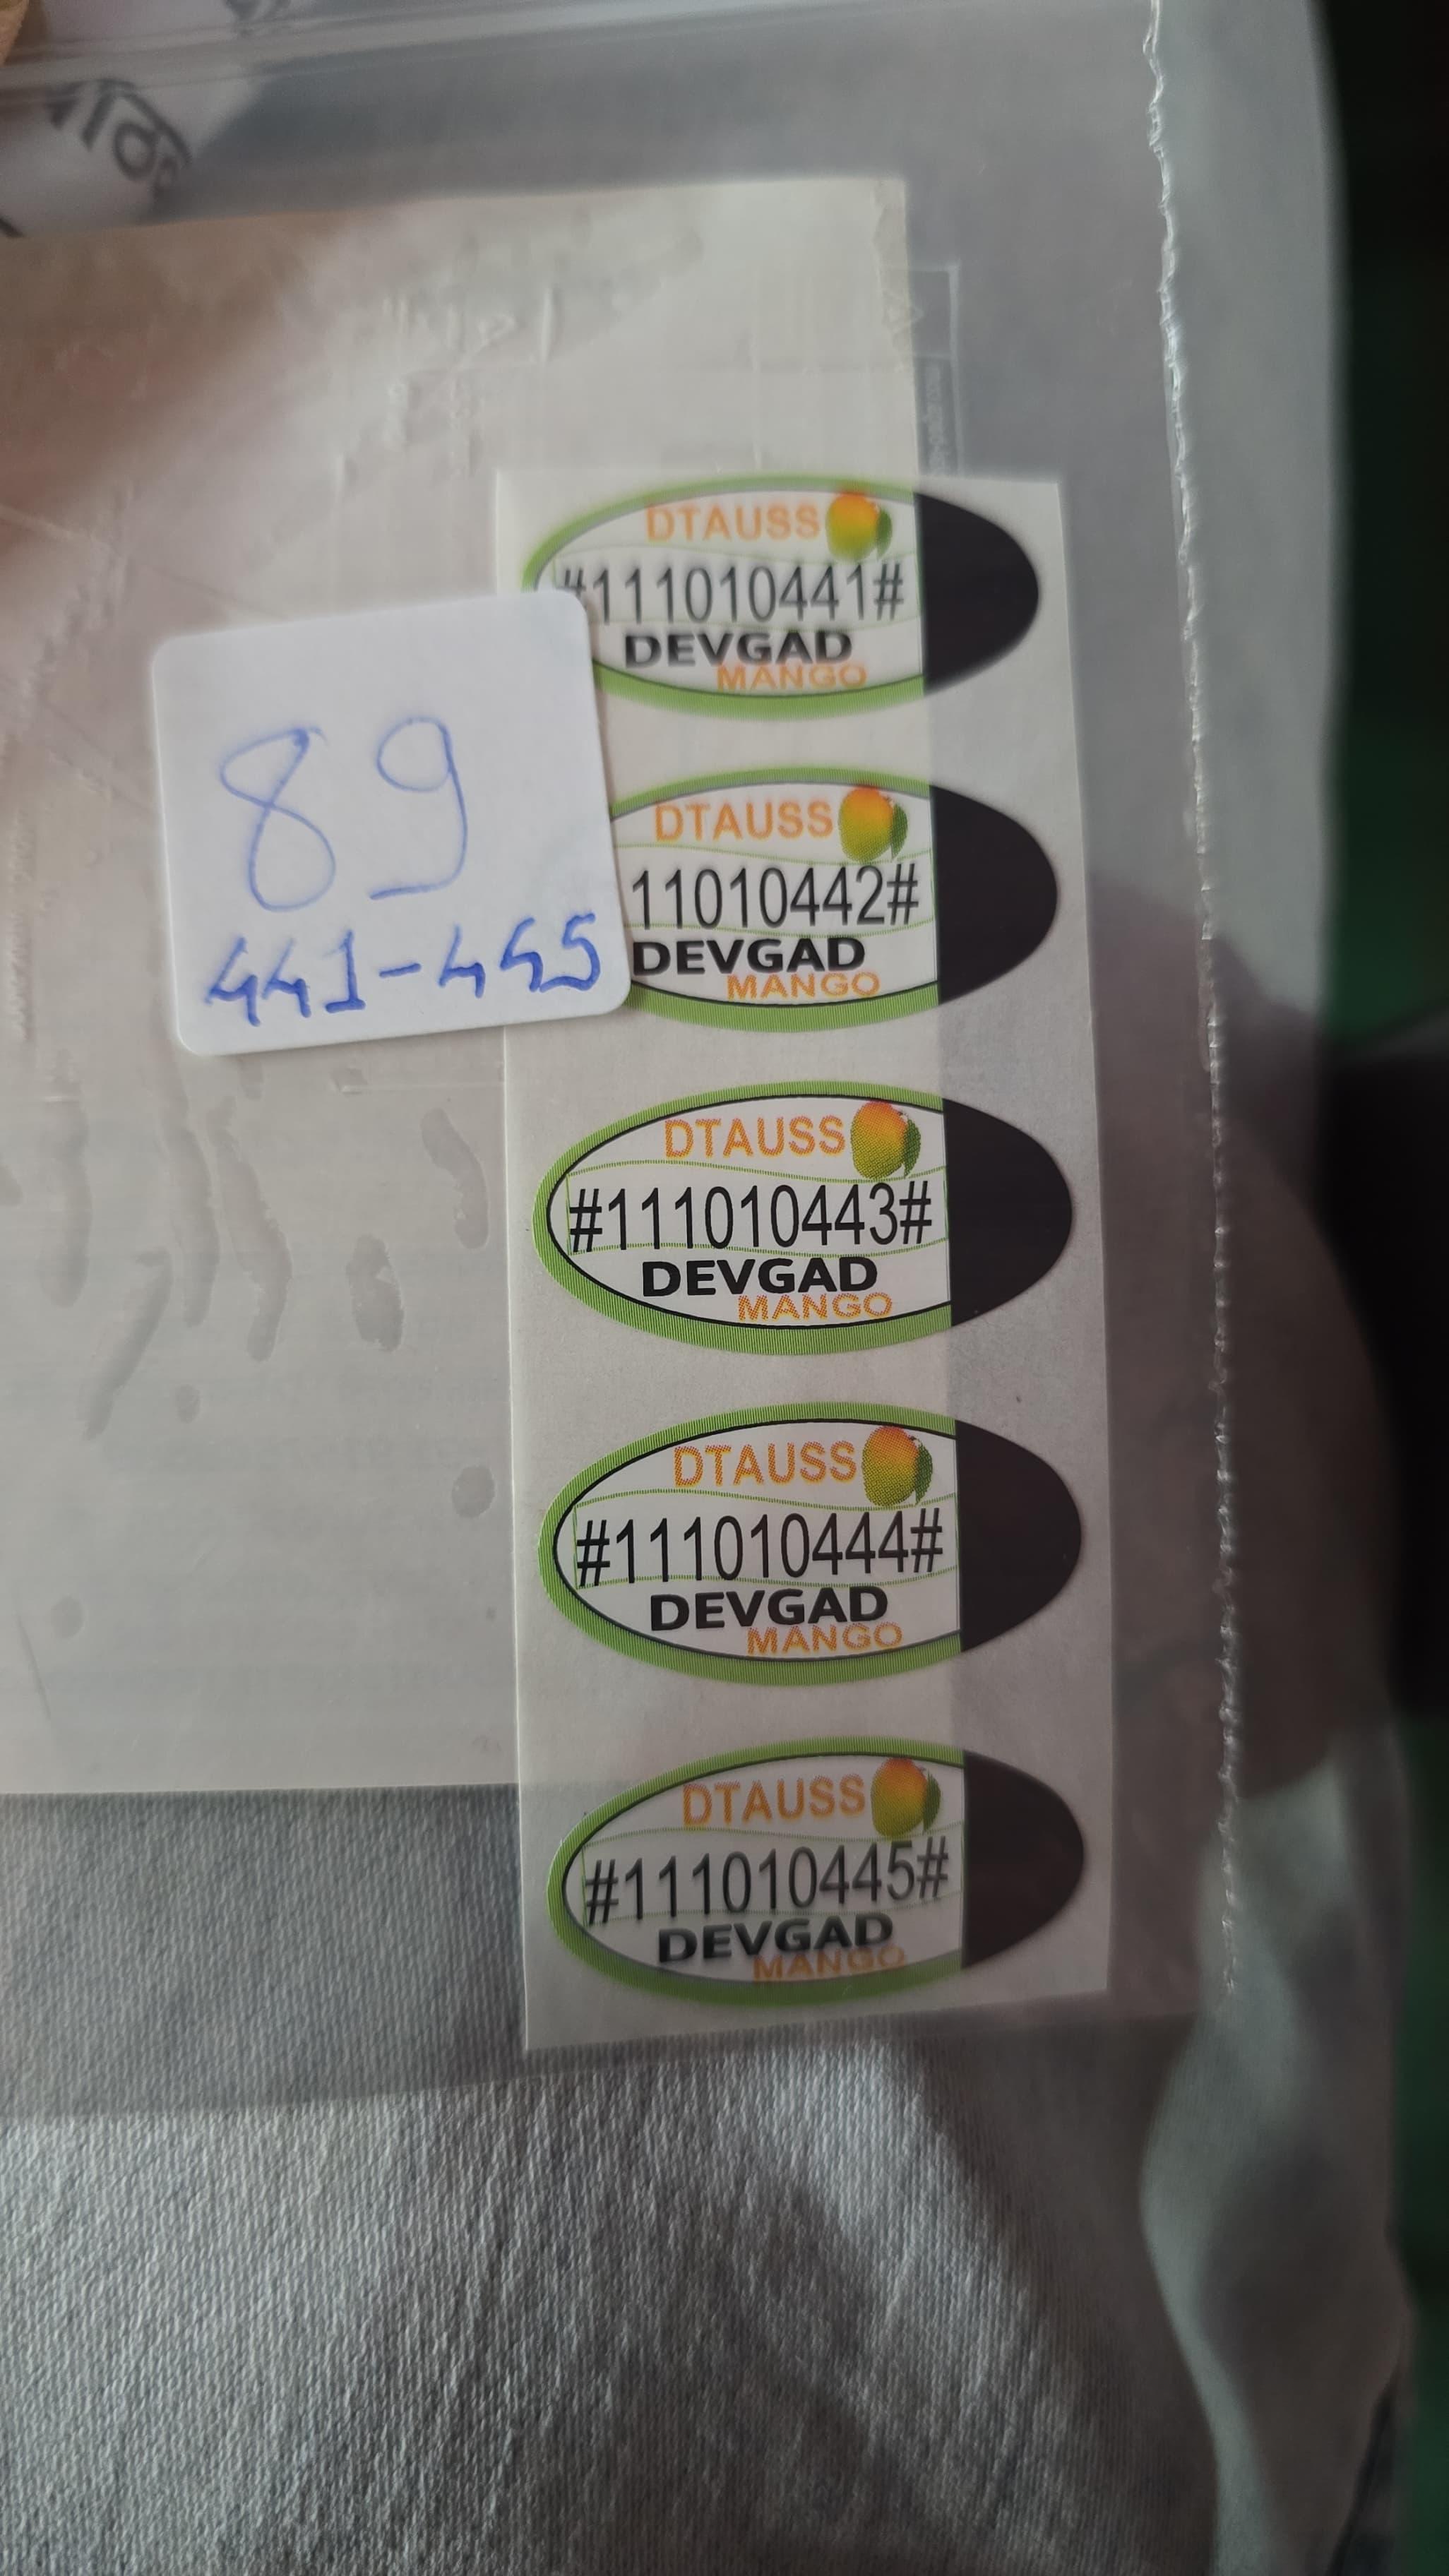 DTAUSS
#111010441#
DEVGAD
MANGO
89
441-445
DTAUSS
11010442#
DEVGAD
MANGO
DTAUSS
#111010443#
DEVGAD
MANGO
DTAUSS
#111010444#
DEVGAD
MANGO
DTAUSS
#111010445#
DEVGAD
MANGO